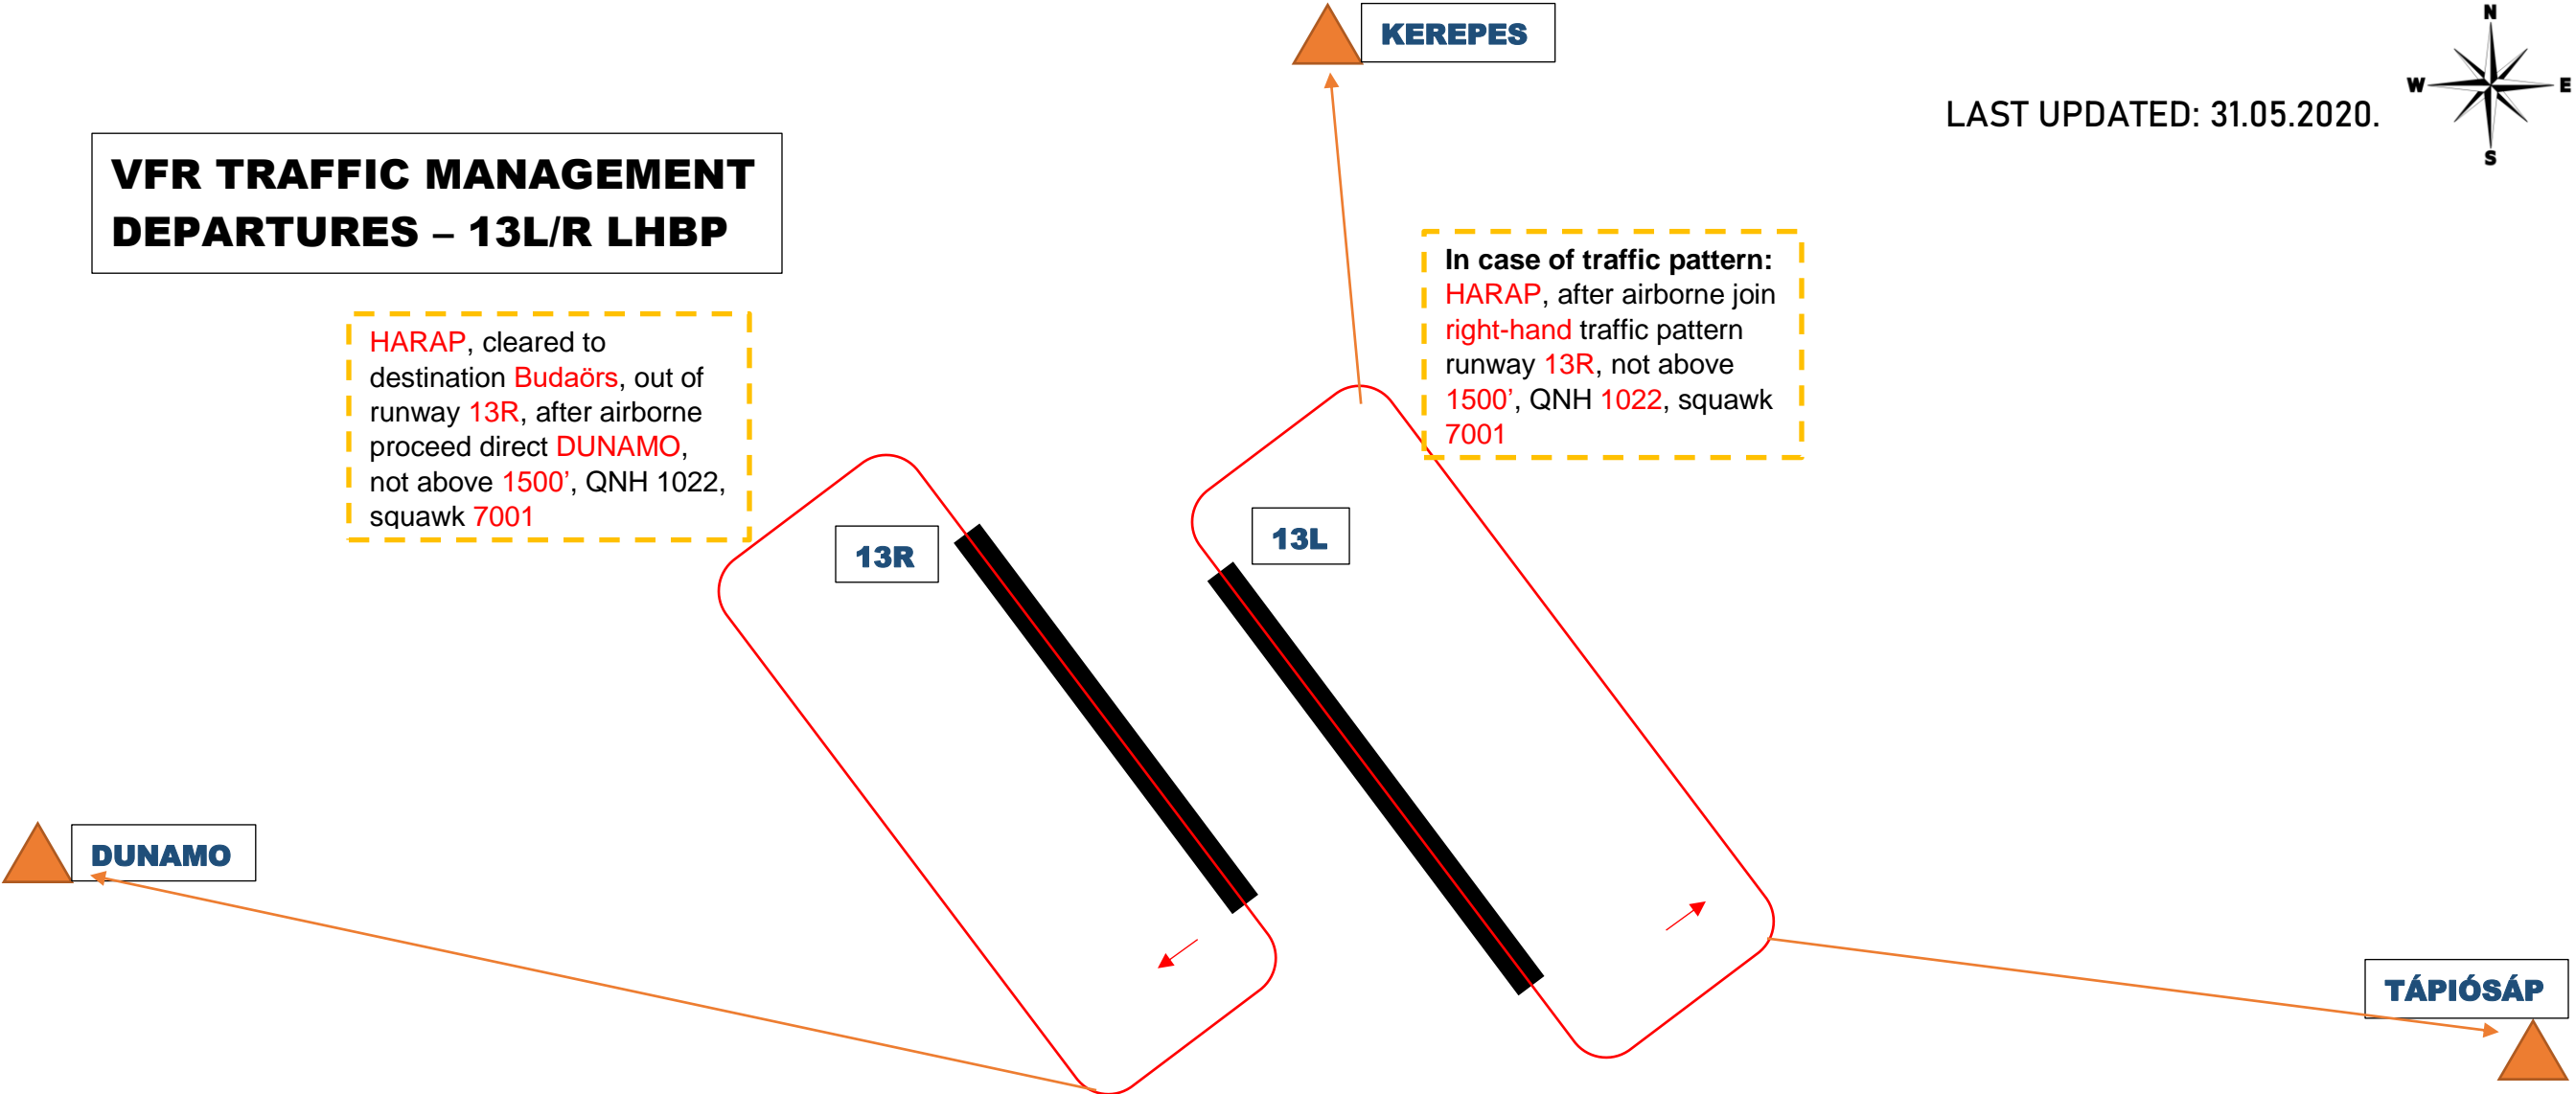 KEREPES
N
W
E
S
LAST UPDATED: 31.05.2020.
VFR TRAFFIC MANAGEMENT
DEPARTURES – 13L/R LHBP
In case of traffic pattern:
HARAP, after airborne join
right-hand traffic pattern
runway 13R, not above
1500’, QNH 1022, squawk
7001
HARAP, cleared to
destination Budaörs, out of
runway 13R, after airborne
proceed direct DUNAMO,
not above 1500’, QNH 1022,
squawk 7001
13R
13L
DUNAMO
TÁPIÓSÁP